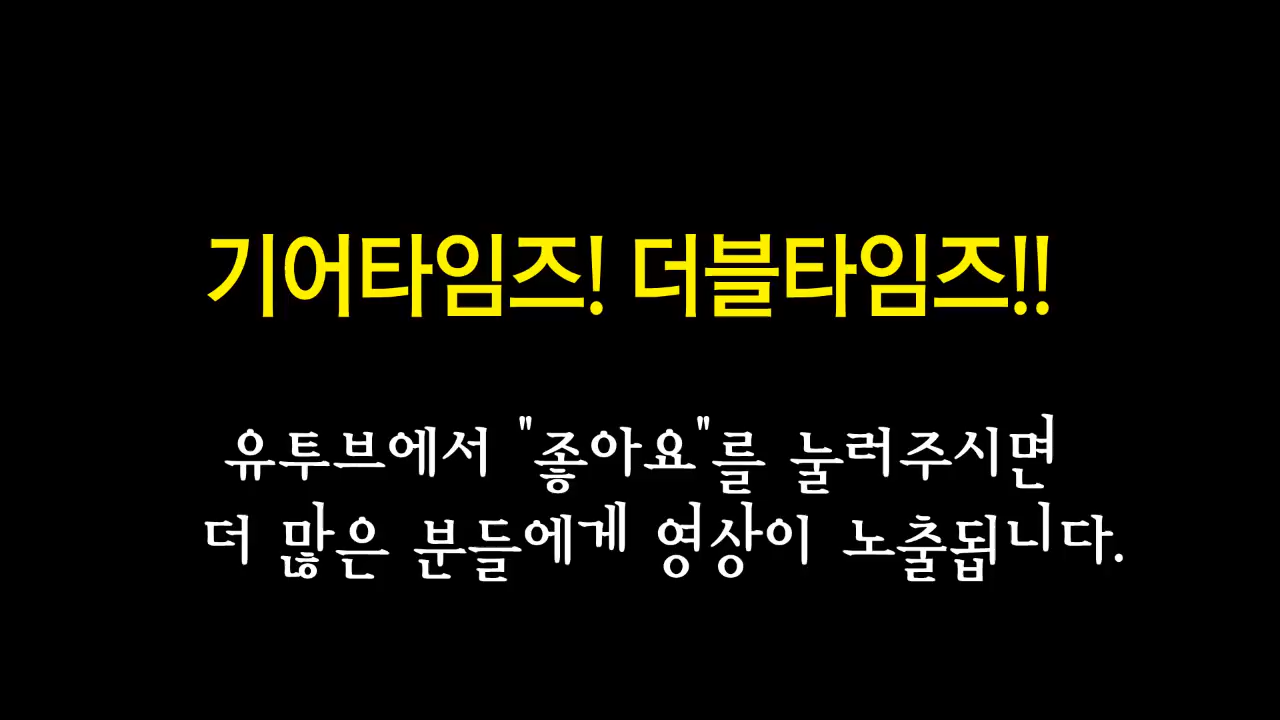 기어타임즈! 더블타임즈!!
유투브에서 "좋아요"를 눌러주시면
더 많은 분들에게 영상이 노출됩니다.